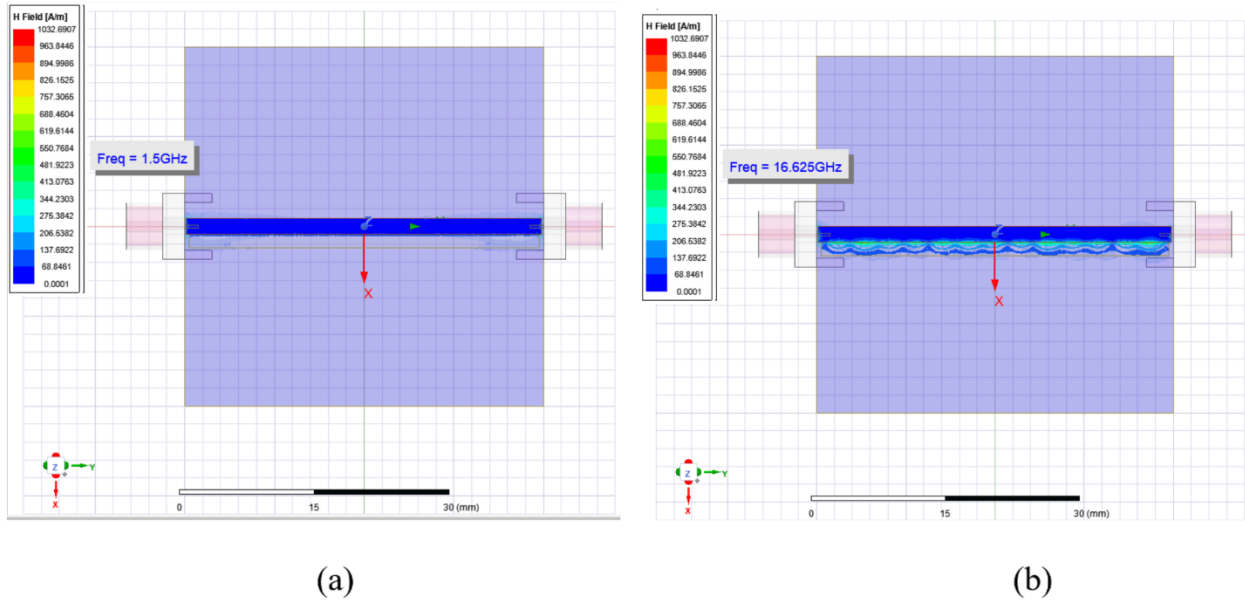 H Field [A/m]
1032.6907
963.8446
894.9986
826.1525
757.3065
688.4604
619.6144
550.7684
481.9223
413.0763
344.2303
275.3842
206.5382
137.6922
68.8461
0.0001
Freq = 1.5GHz
Z
X
Z
Y
X
0
15
30 (mm)
(a)
H Field [A/m]
1032.6907
963.8446
894.9986
826.1525
757.3065
688.4604
619.6144
550.7684
481.9223
413.0763
344.2303
275.3842
206.5382
137.6922
68.8461
0.0001
Freq = 16.625GHz
Z
X
Z
Y
X
0
15
30 (mm)
(b)